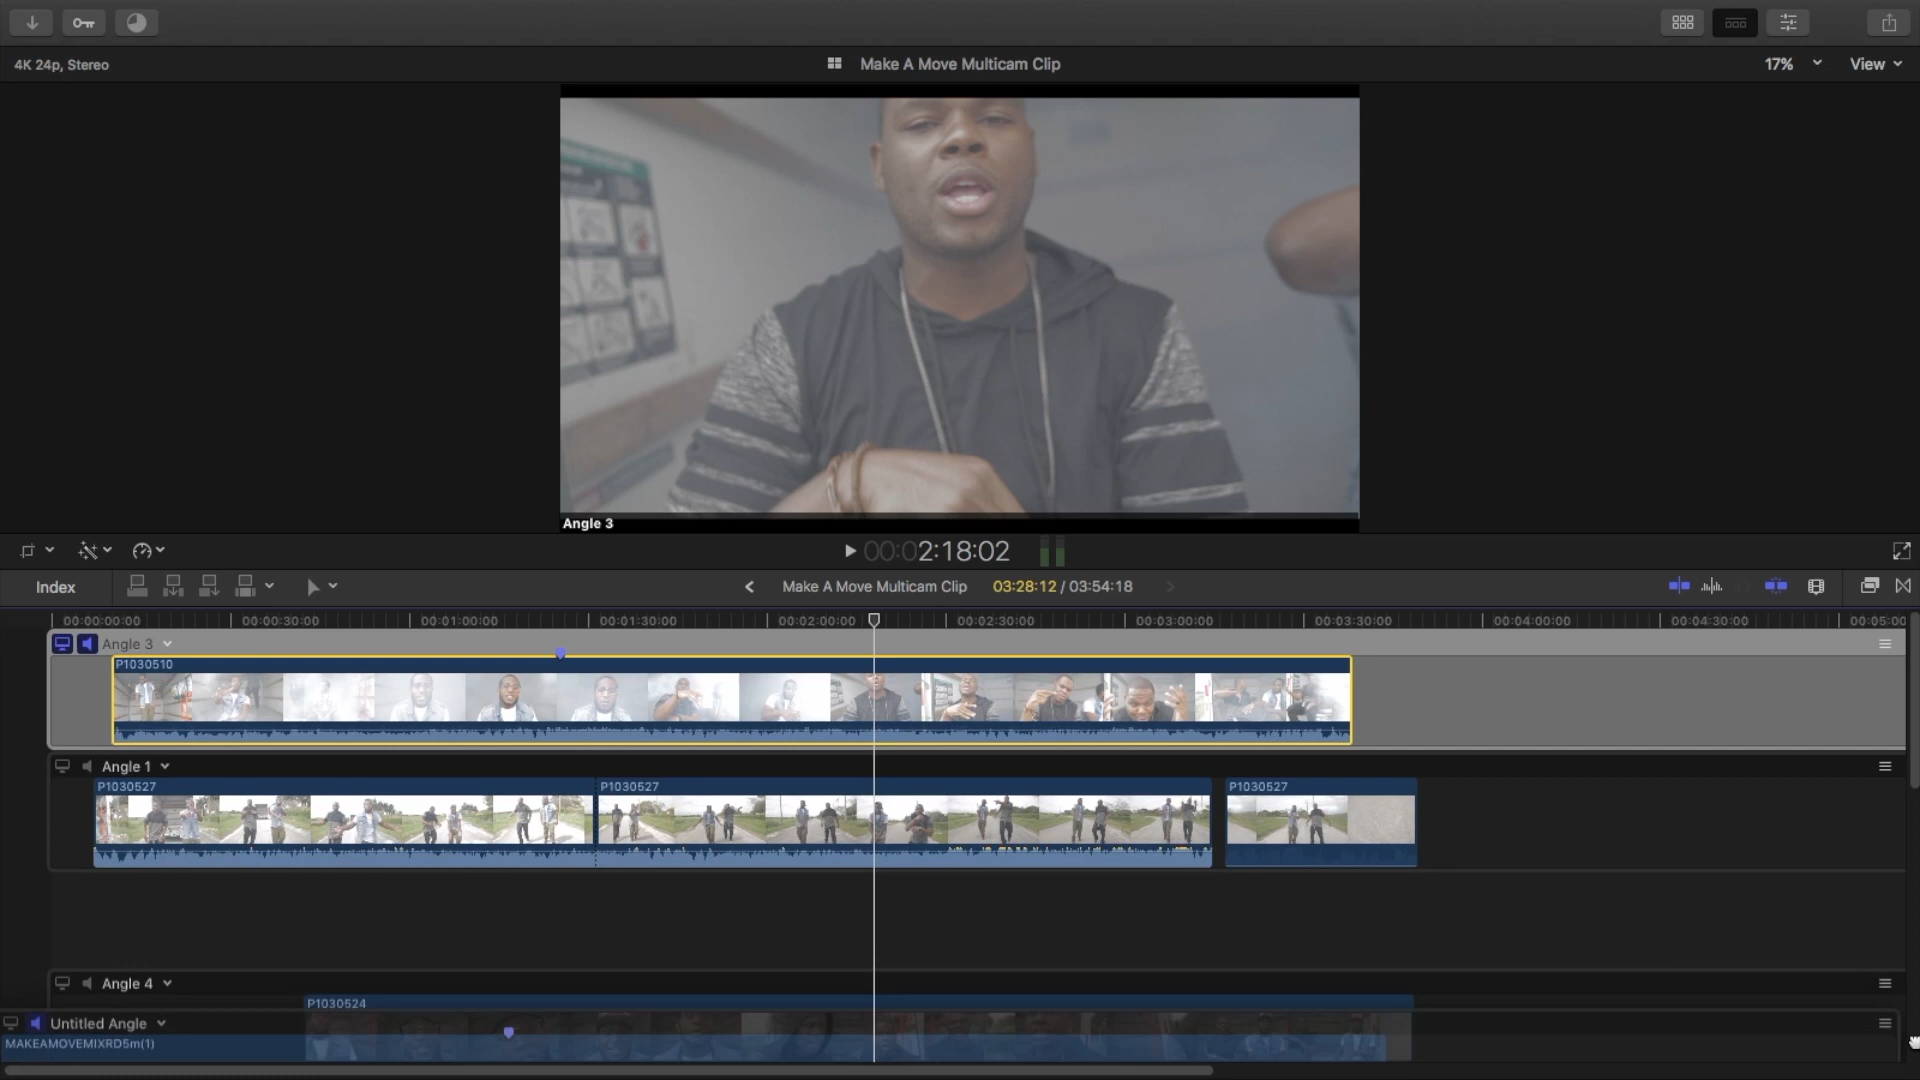 4K 24p, Stereo
Make A Move Multicam Clip
17%
View
Angle 3
00:02:18:02
Index
Make A Move Multicam Clip
03:28:12 / 03:54:18
00:00:00:00
00:00:30:00
00:01:00:00
00:01:30:00
00:02:00:00
00:02:30:00
00:03:00:00
00:03:30:00
00:04:00:00
00:04:30:00
00:05:00
Angle 3
P1030510
Angle 1
P1030527
P1030527
P1030527
Angle 4
P1030524
Untitled Angle
MAKEAMOVEMIXRD5m(1)